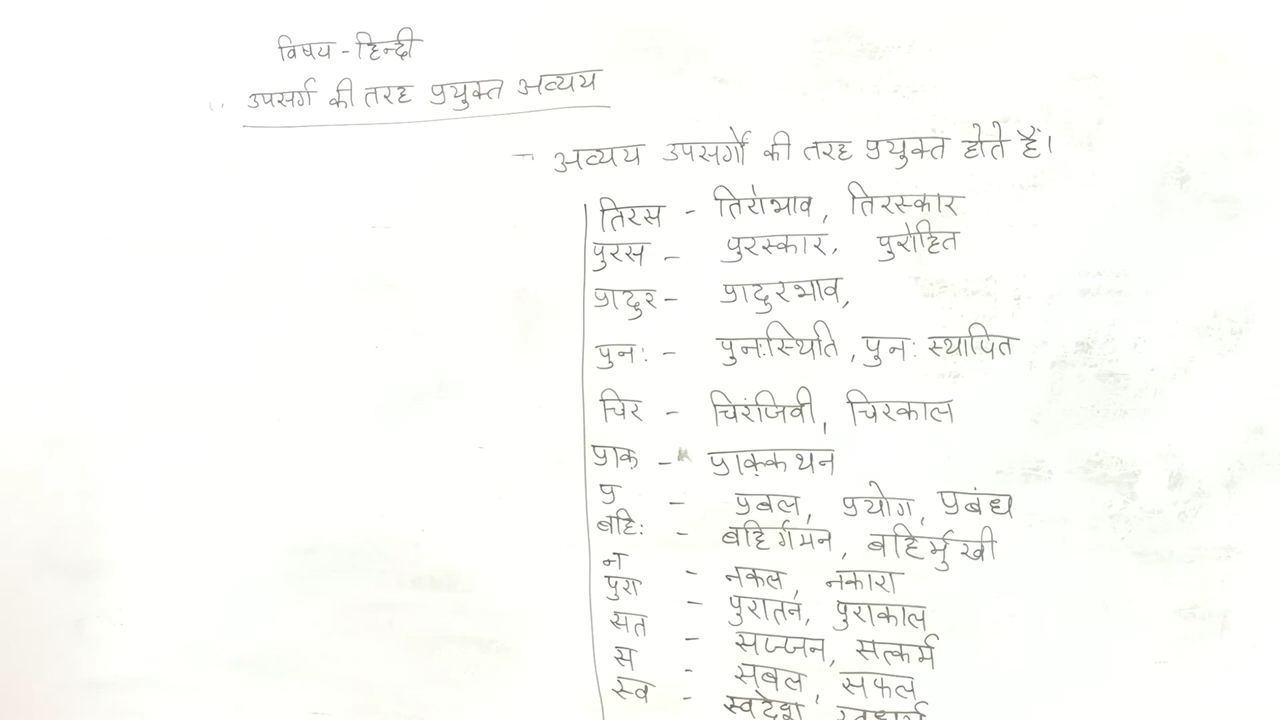 विषय - हिन्दी
उपसर्ग की तरह प्रयुक्त अव्यय
- अव्यय उपसर्गों की तरह प्रयुक्त होते हैं।
तिरस - तिरोभाव, तिरस्कार
पुरस - पुरस्कार, पुरोहित
प्रादुर - प्रादुरभाव,
पुनः - पुनःस्थिति, पुनः स्थापित
चिर - चिरंजिवी, चिरकाल
प्राक् - प्राक्कथन
प्र - प्रबल, प्रयोग, प्रबंध
बहिः - बहिर्गमन, बहिर्मुखी
न - नकल, नकारा
पुरा - पुरातन, पुराकाल
सत - सज्जन, सत्कर्म
स - सबल, सफल
स्व - स्वदेश,